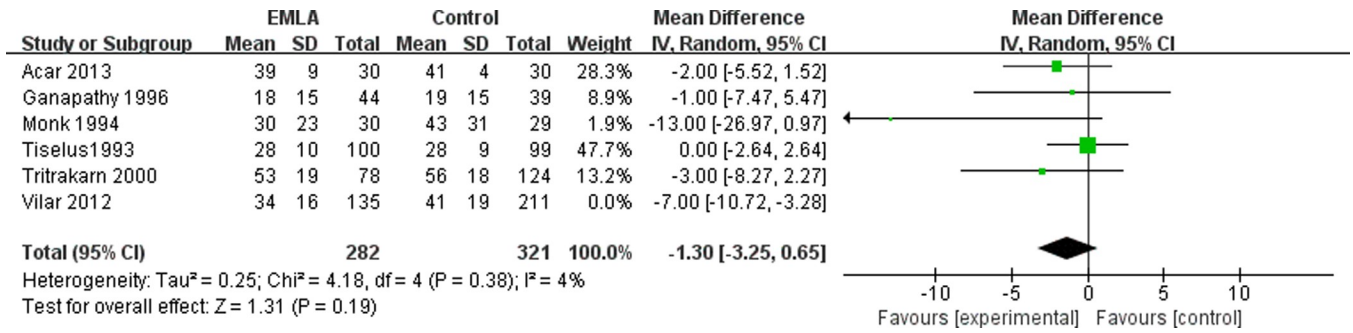 EMLA Control Mean Difference Mean Difference
Study or Subgroup Mean SD Total Mean SD Total Weight IV, Random, 95% CI IV, Random, 95% CI
Acar 2013 39 9 30 41 4 30 28.3% -2.00 [-5.52, 1.52]
Ganapathy 1996 18 15 44 19 15 39 8.9% -1.00 [-7.47, 5.47]
Monk 1994 30 23 30 43 31 29 1.9% -13.00 [-26.97, 0.97]
Tiselus1993 28 10 100 28 9 99 47.7% 0.00 [-2.64, 2.64]
Tritrakarn 2000 53 19 78 56 18 124 13.2% -3.00 [-8.27, 2.27]
Vilar 2012 34 16 135 41 19 211 0.0% -7.00 [-10.72, -3.28]
Total (95% CI) 282 321 100.0% -1.30 [-3.25, 0.65]
Heterogeneity: Tau² = 0.25; Chi² = 4.18, df = 4 (P = 0.38); I² = 4%
Test for overall effect: Z = 1.31 (P = 0.19)
-10 -5 0 5 10
Favours [experimental] Favours [control]